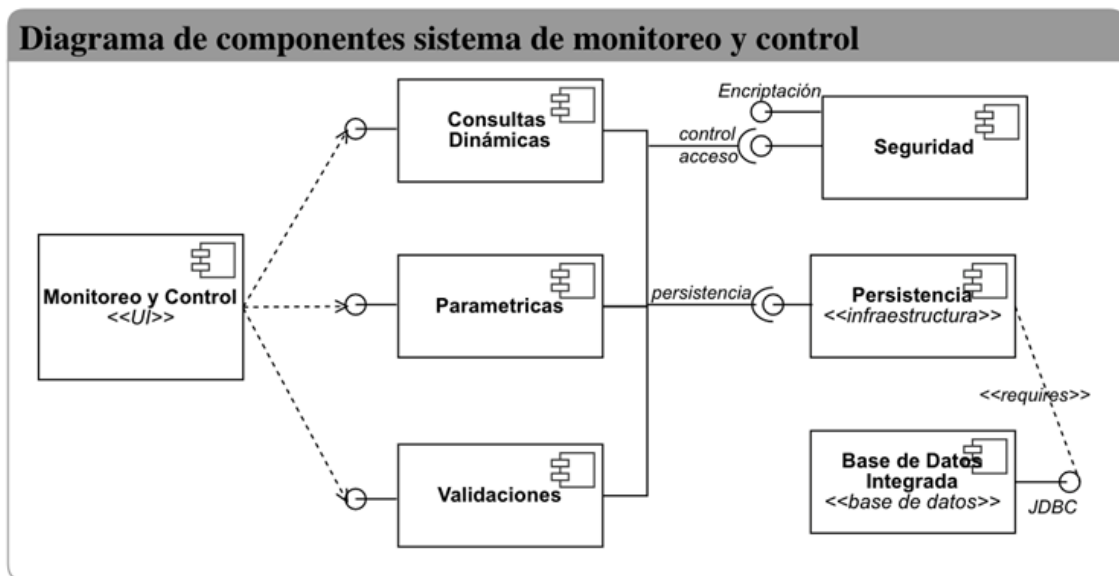 Diagrama de componentes sistema de monitoreo y control
Encriptación
Consultas
Dinámicas
control
acceso
Seguridad
Monitoreo y Control
<<UI>>
Parametricas
persistencia
Persistencia
<<infraestructura>>
<<requires>>
Validaciones
Base de Datos
Integrada
<<base de datos>>
JDBC